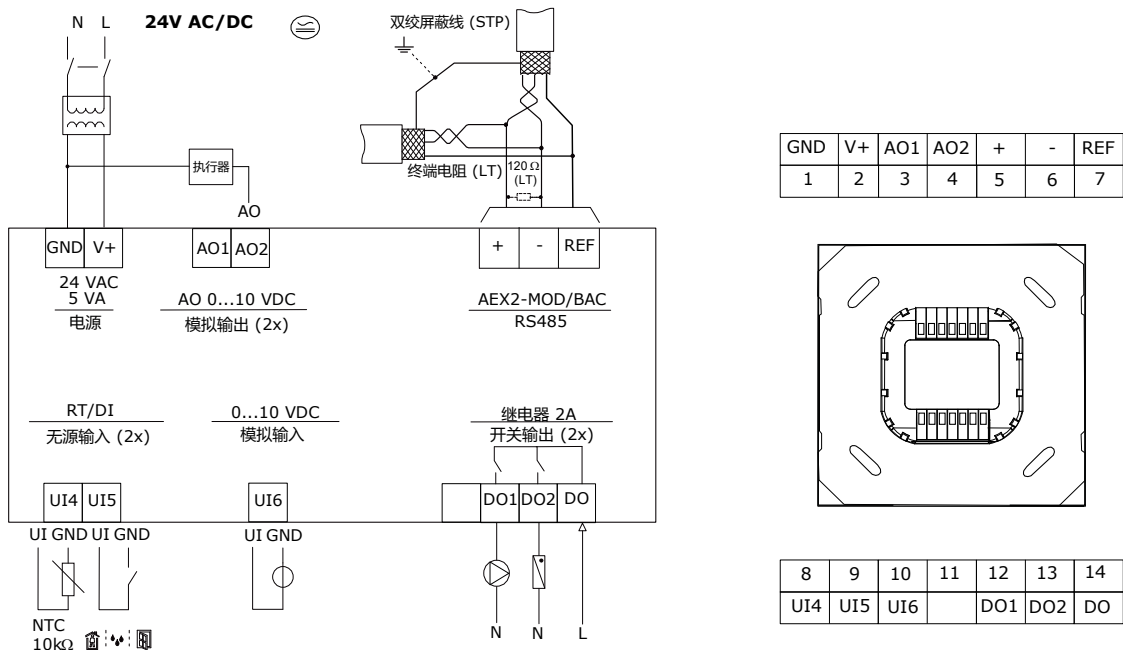 N L 24V AC/DC
双绞屏蔽线 (STP)
执行器
终端电阻 (LT)
120 Ω
(LT)
AO
GND V+ AO1 AO2 + - REF
24 VAC
5 VA
电源
AO 0...10 VDC
模拟输出 (2x)
AEX2-MOD/BAC
RS485
RT/DI
无源输入 (2x)
0...10 VDC
模拟输入
继电器 2A
开关输出 (2x)
UI4 UI5 UI6 DO1 DO2 DO
UI GND UI GND UI GND
NTC
10kΩ
N N L
GND V+ AO1 AO2 + - REF
1 2 3 4 5 6 7
8 9 10 11 12 13 14
UI4 UI5 UI6 DO1 DO2 DO